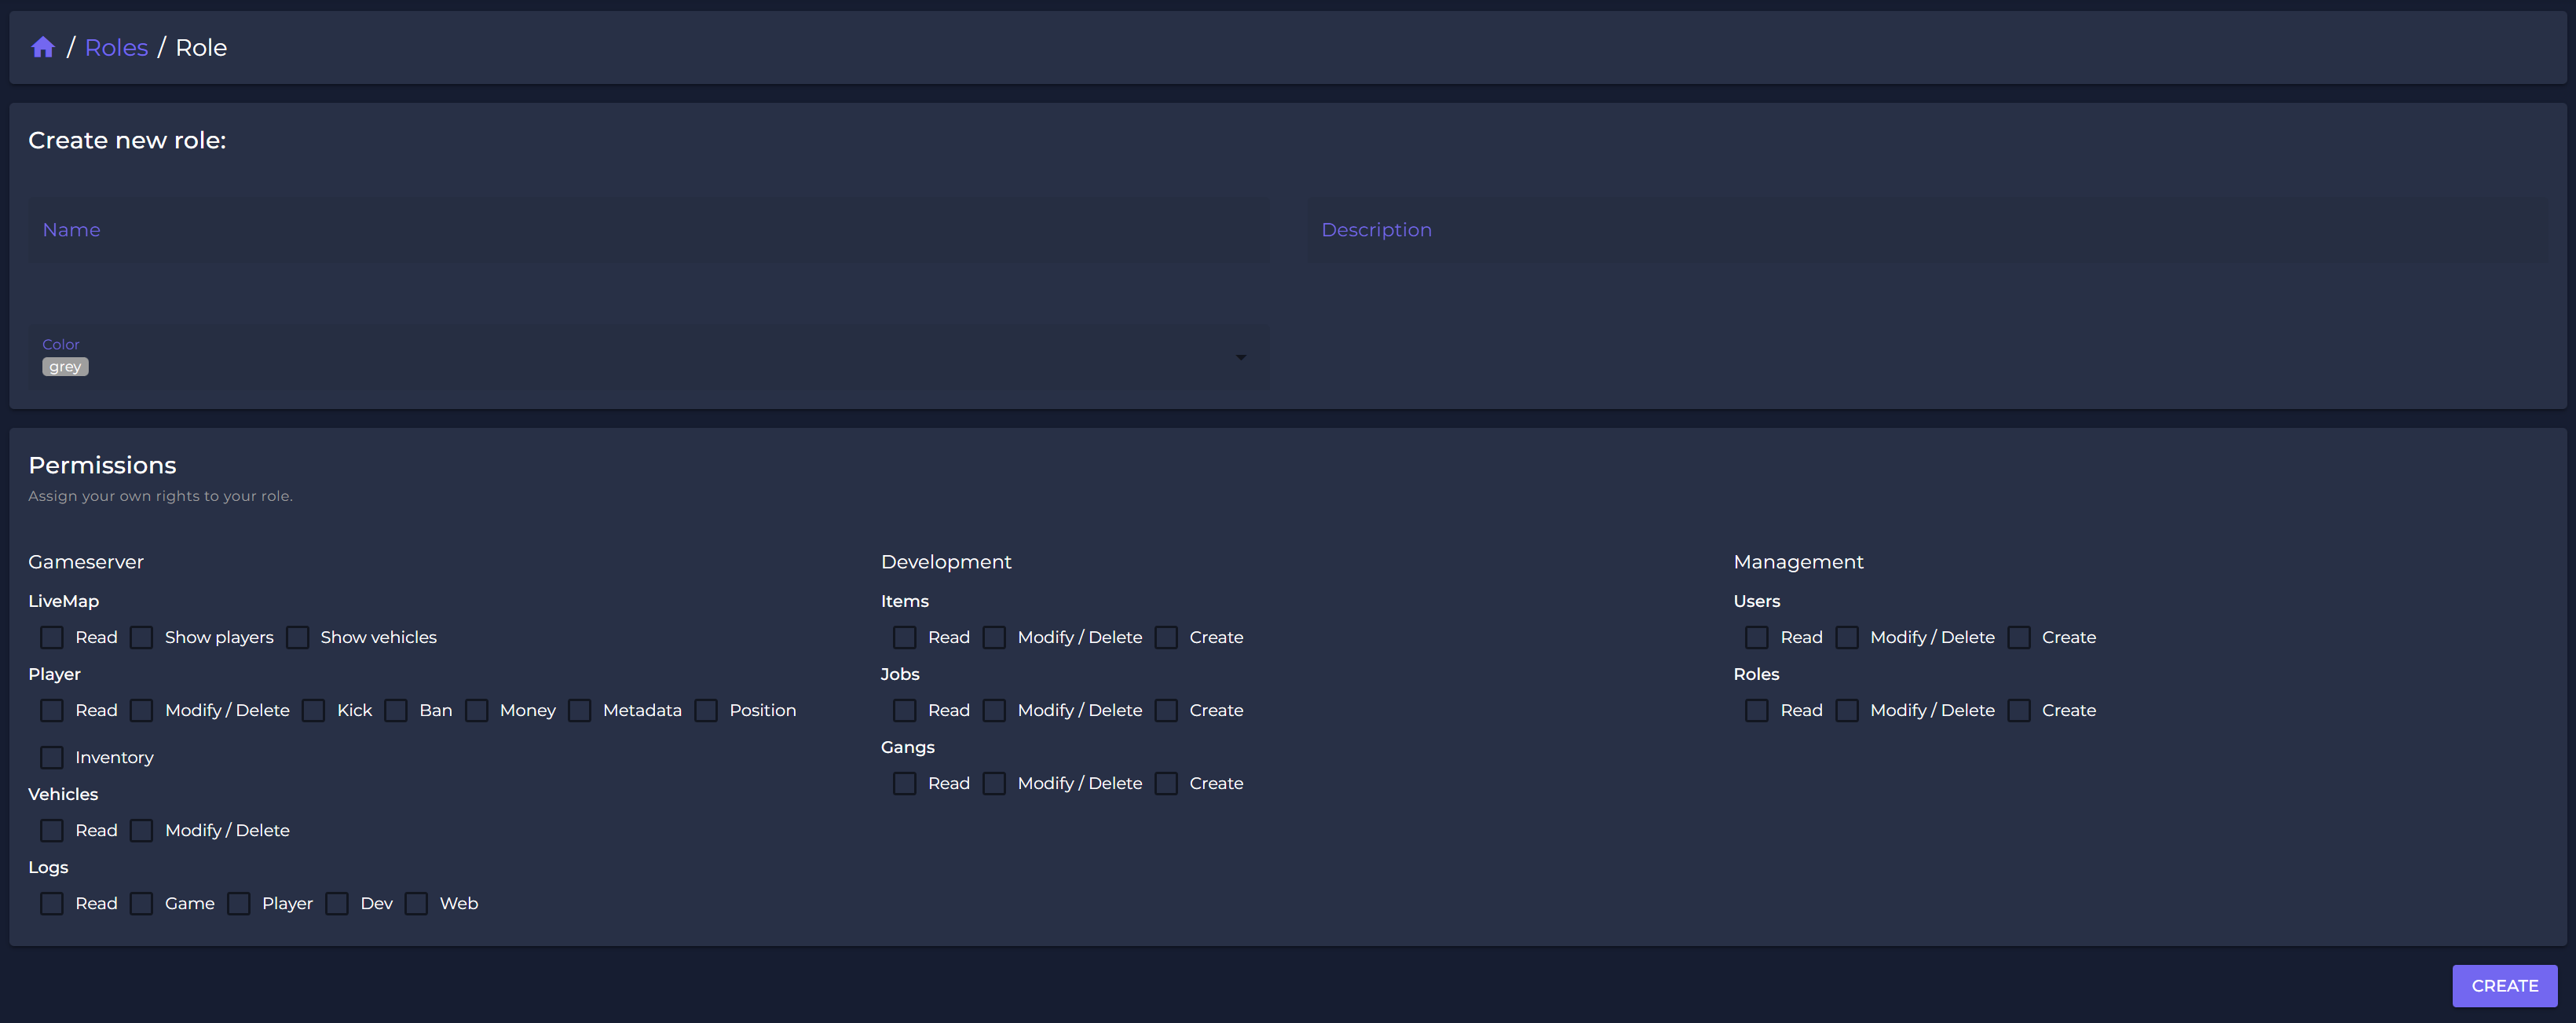 / Roles / Role
Create new role:
Name
Description
Color
grey
Permissions
Assign your own rights to your role.
Gameserver
LiveMap
Read Show players Show vehicles
Player
Read Modify / Delete Kick Ban Money Metadata Position
Inventory
Vehicles
Read Modify / Delete
Logs
Read Game Player Dev Web
Development
Items
Read Modify / Delete Create
Jobs
Read Modify / Delete Create
Gangs
Read Modify / Delete Create
Management
Users
Read Modify / Delete Create
Roles
Read Modify / Delete Create
CREATE